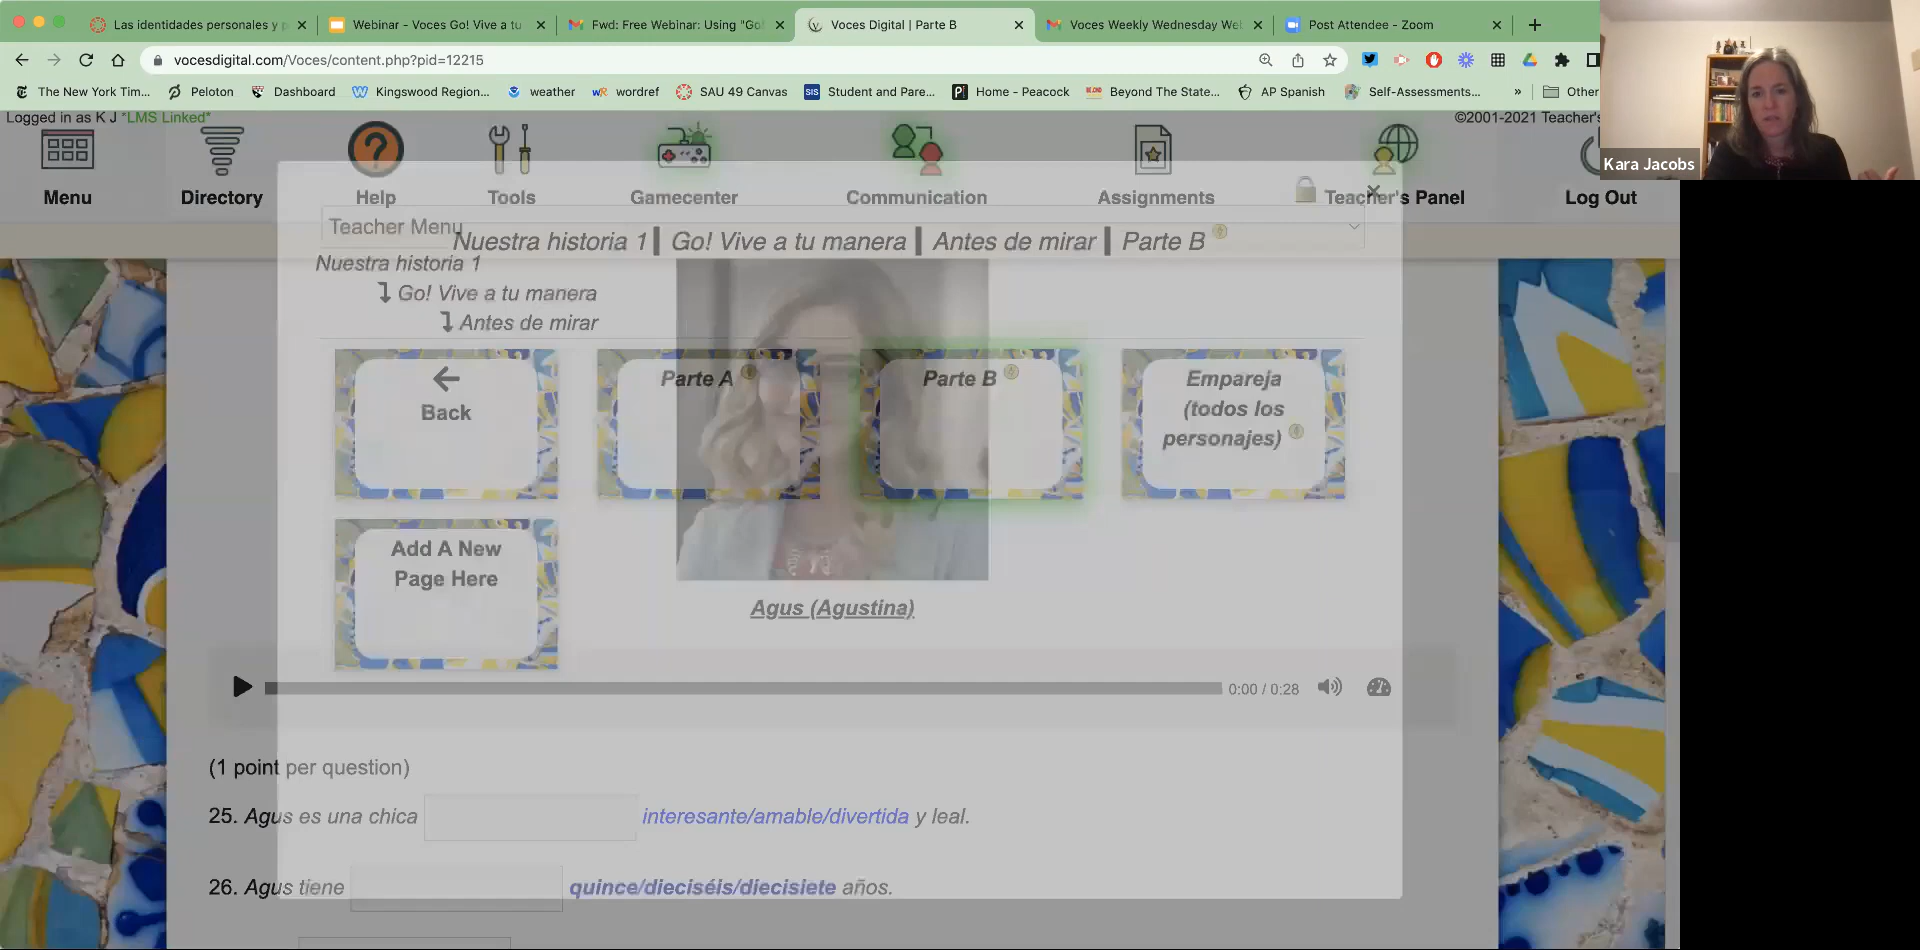 Las identidades personales y p
Webinar - Voces Go! Vive a tu
Fwd: Free Webinar: Using "Go!
Voces Digital | Parte B
Voces Weekly Wednesday Web
Post Attendee - Zoom
vocesdigital.com/Voces/content.php?pid=12215
The New York Tim...
Peloton
Dashboard
Kingswood Region...
weather
wordref
SAU 49 Canvas
SIS Student and Pare...
Home - Peacock
Beyond The State...
AP Spanish
Self-Assessments...
»
Other
Kara Jacobs
Logged in as K J *LMS Linked*
©2001-2021 Teacher's
Menu
Directory
Help
Tools
Gamecenter
Communication
Assignments
Teacher's Panel
Log Out
Teacher Menu
Nuestra historia 1 | Go! Vive a tu manera | Antes de mirar | Parte B
Nuestra historia 1
Go! Vive a tu manera
Antes de mirar
Back
Parte A
Parte B
Empareja
(todos los
personajes)
Add A New
Page Here
Agus (Agustina)
0:00 / 0:28
(1 point per question)
25. Agus es una chica interesante/amable/divertida y leal.
26. Agus tiene quince/dieciséis/diecisiete años.